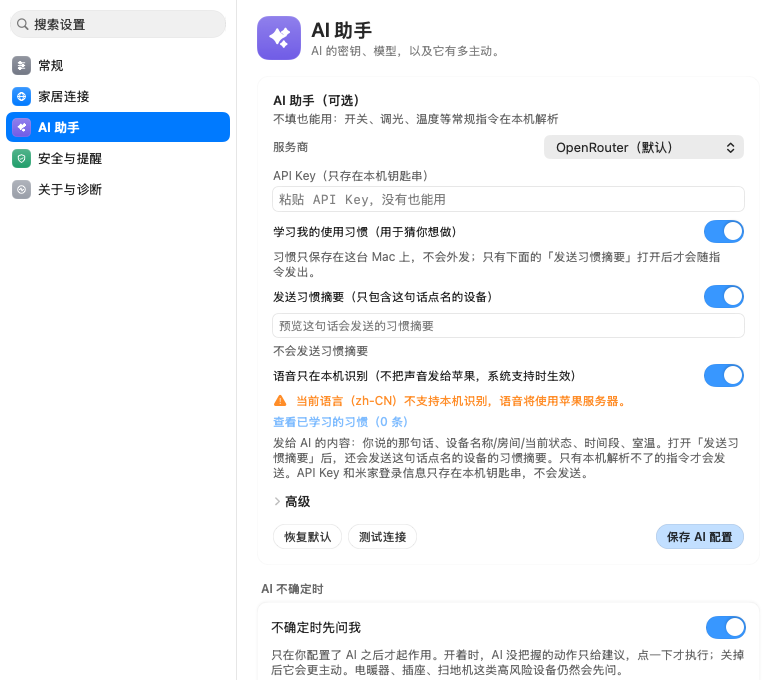 搜索设置
常规
家居连接
AI 助手
安全与提醒
关于与诊断
AI 助手
AI 的密钥、模型，以及它有多主动。
AI 助手（可选）
不填也能用：开关、调光、温度等常规指令在本机解析
服务商
OpenRouter（默认）
API Key（只存在本机钥匙串）
粘贴 API Key，没有也能用
学习我的使用习惯（用于猜你想做）
习惯只保存在这台 Mac 上，不会外发；只有下面的「发送习惯摘要」打开后才会随指
令发出。
发送习惯摘要（只包含这句话点名的设备）
预览这句话会发送的习惯摘要
不会发送习惯摘要
语音只在本机识别（不把声音发给苹果，系统支持时生效）
当前语言（zh-CN）不支持本机识别，语音将使用苹果服务器。
查看已学习的习惯（0 条）
发给 AI 的内容：你说的那句话、设备名称/房间/当前状态、时间段、室温。打开「发送习
惯摘要」后，还会发送这句话点名的设备的习惯摘要。只有本机解析不了的指令才会发
送。API Key 和米家登录信息只存在本机钥匙串，不会发送。
高级
恢复默认
测试连接
保存 AI 配置
AI 不确定时
不确定时先问我
只在你配置了 AI 之后才起作用。开着时，AI 没把握的动作只给建议，点一下才执行；关掉
后它会更主动。电暖器、插座、扫地机这类高风险设备仍然会先问。